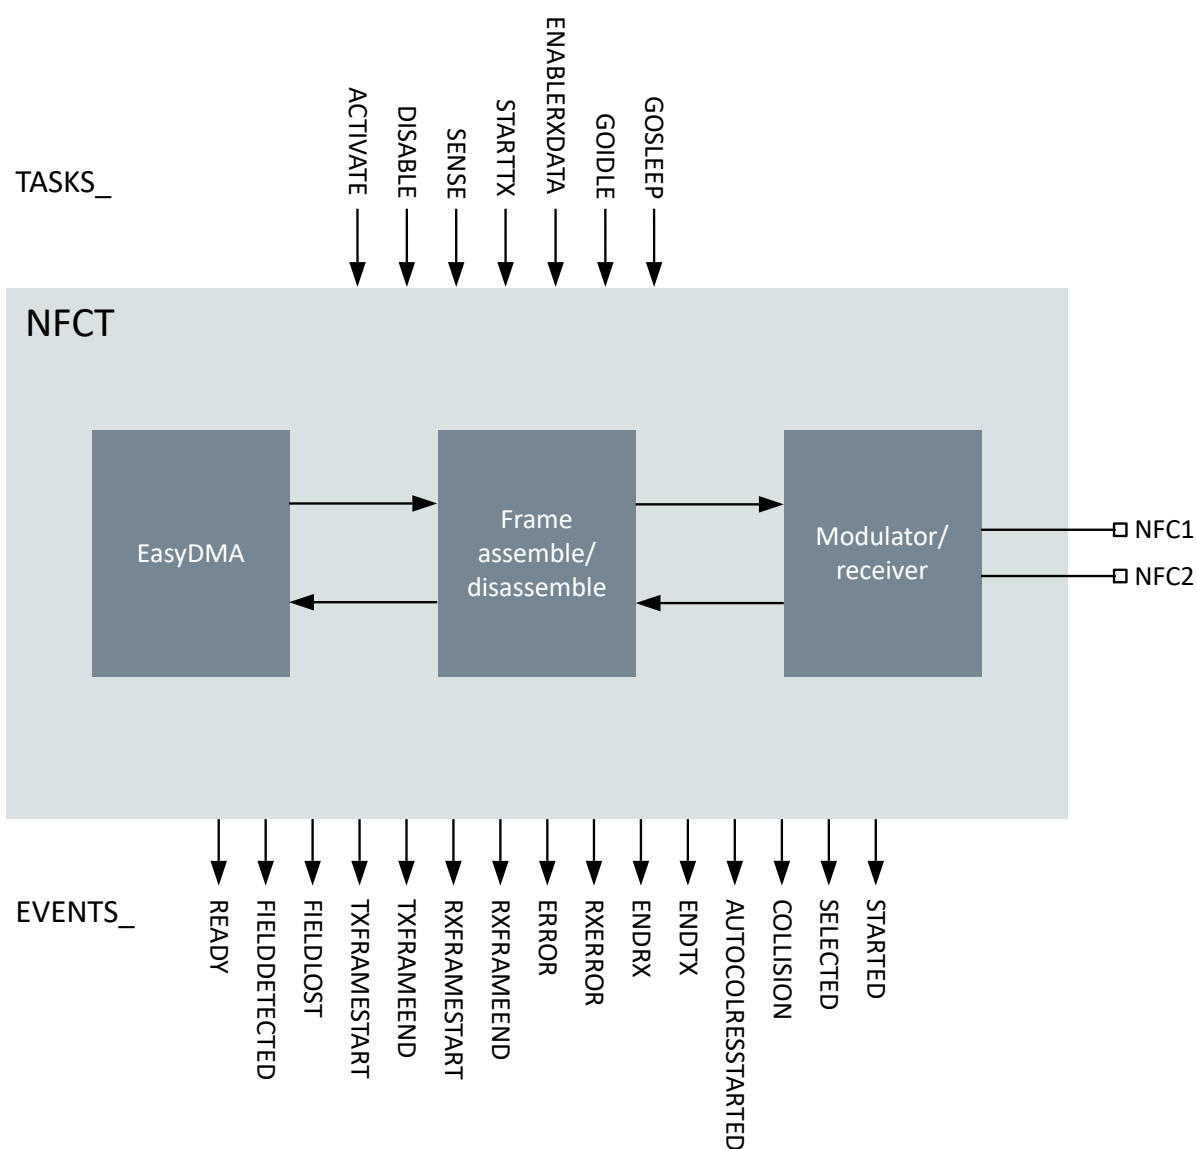 TASKS_
ACTIVATE
DISABLE
SENSE
STARTTX
ENABLERXDATA
GOIDLE
GOSLEEP
NFCT
EasyDMA
Frame
assemble/
disassemble
Modulator/
receiver
NFC1
NFC2
EVENTS_
READY
FIELDDETECTED
FIELDLOST
TXFRAMESTART
TXFRAMEEND
RXFRAMESTART
RXFRAMEEND
ERROR
RXERROR
ENDRX
ENDTX
AUTOCOLRESSTARTED
COLLISION
SELECTED
STARTED